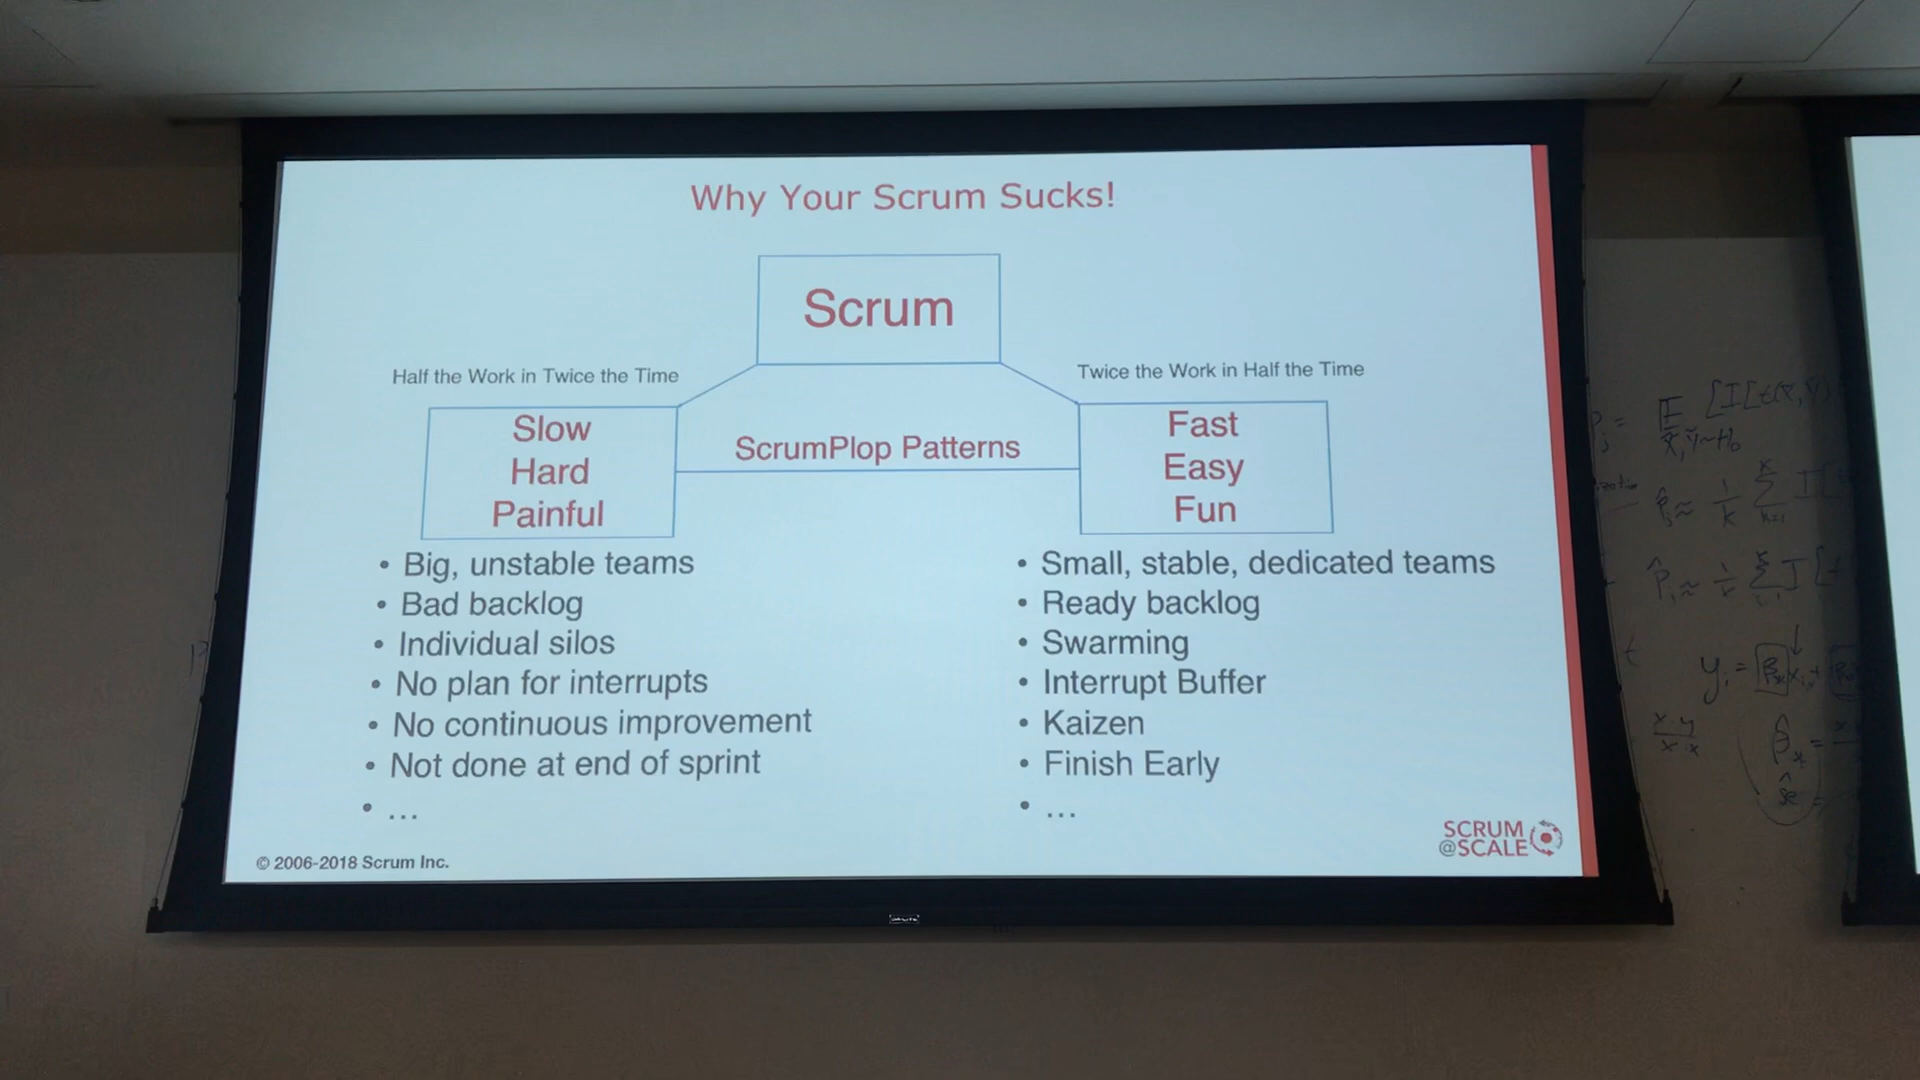 Why Your Scrum Sucks!
Scrum
Half the Work in Twice the Time
Twice the Work in Half the Time
Slow
Hard
Painful
ScrumPlop Patterns
Fast
Easy
Fun
• Big, unstable teams
• Bad backlog
• Individual silos
• No plan for interrupts
• No continuous improvement
• Not done at end of sprint
• ...
• Small, stable, dedicated teams
• Ready backlog
• Swarming
• Interrupt Buffer
• Kaizen
• Finish Early
• ...
© 2006-2018 Scrum Inc.
SCRUM
@SCALE